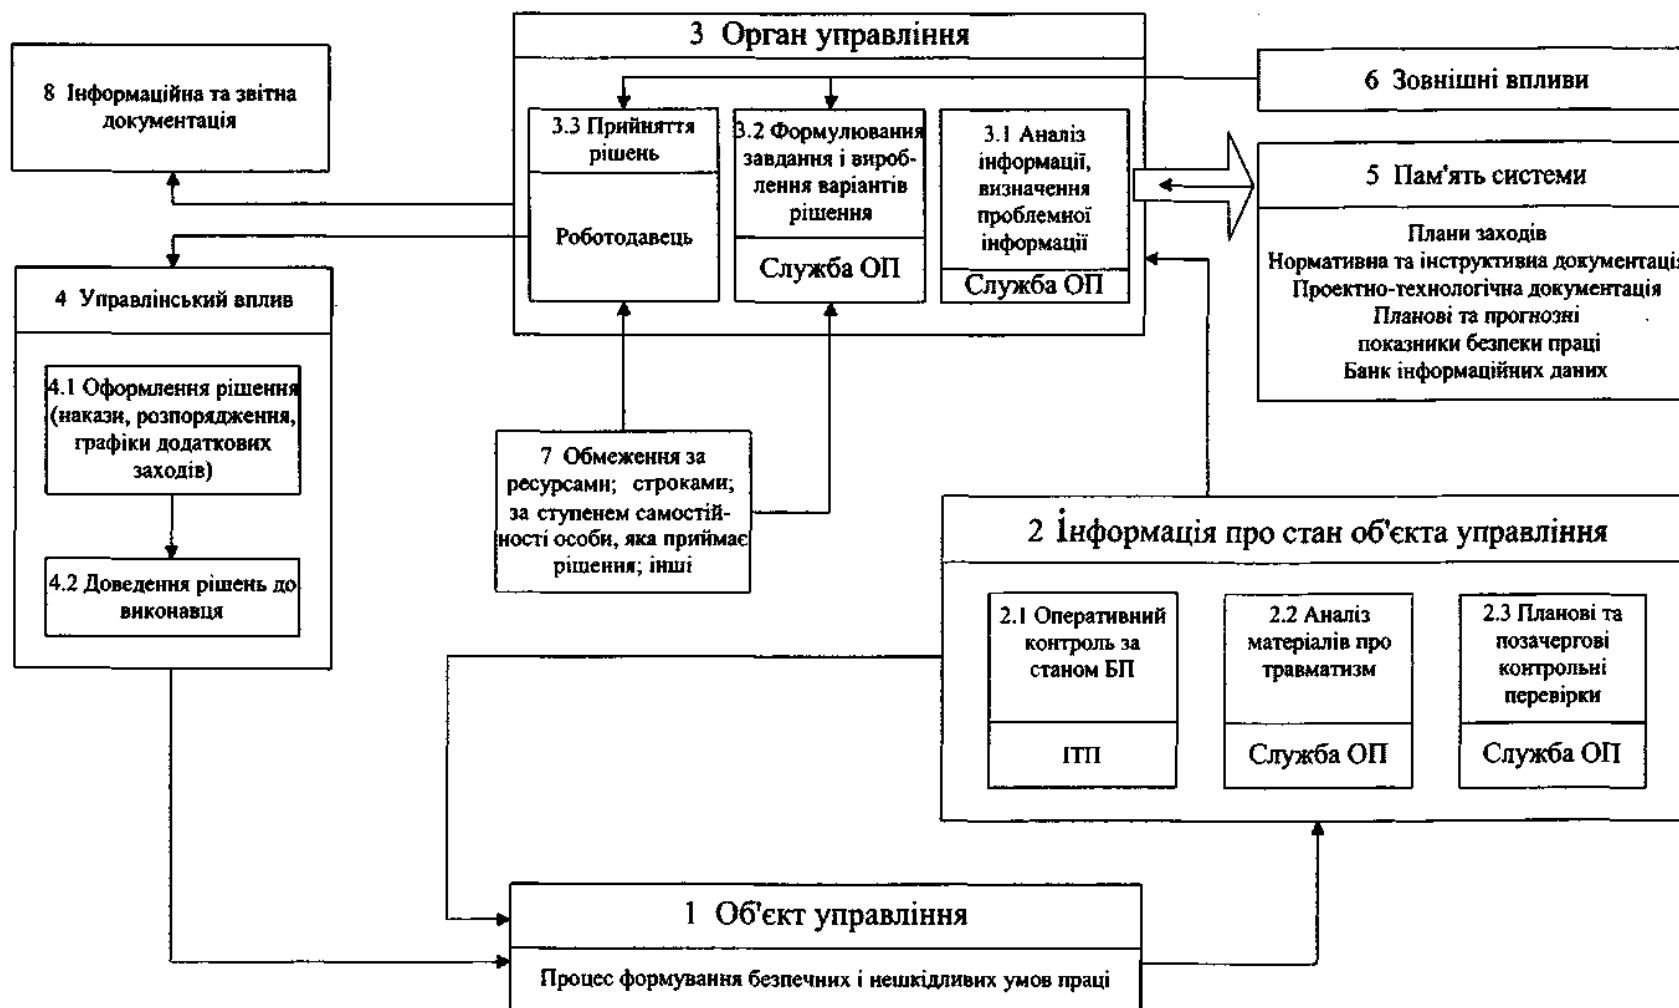 3 Орган управління
8 Інформаційна та звітна
документація
6 Зовнішні впливи
3.3 Прийняття
рішень
Роботодавець
3.2 Формулювання
завдання і вироб-
лення варіантів
рішення
Служба ОП
3.1 Аналіз
інформації,
визначення
проблемної
інформації
Служба ОП
5 Пам'ять системи
Плани заходів
Нормативна та інструктивна документація
Проектно-технологічна документація
Планові та прогнозні
показники безпеки праці
Банк інформаційних даних
4 Управлінський вплив
4.1 Оформлення рішення
(накази, розпорядження,
графіки додаткових
заходів)
4.2 Доведення рішень до
виконавця
7 Обмеження за
ресурсами; строками;
за ступенем самостій-
ності особи, яка приймає
рішення; інші
2 Інформація про стан об'єкта управління
2.1 Оперативний
контроль за
станом БП
ІТП
2.2 Аналіз
матеріалів про
травматизм
Служба ОП
2.3 Планові та
позачергові
контрольні
перевірки
Служба ОП
1 Об'єкт управління
Процес формування безпечних і нешкідливих умов праці